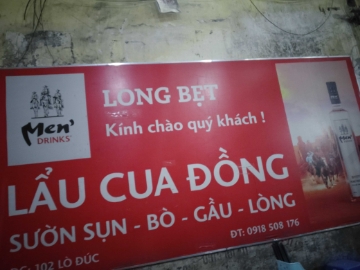 LONG BẸT
Men'
DRINKS
Kính chào quý khách !
LẨU CUA ĐỒNG
SƯỜN SỤN - BÒ - GẦU - LÒNG
ĐC: 102 LÒ ĐÚC
ĐT: 0918 508 176